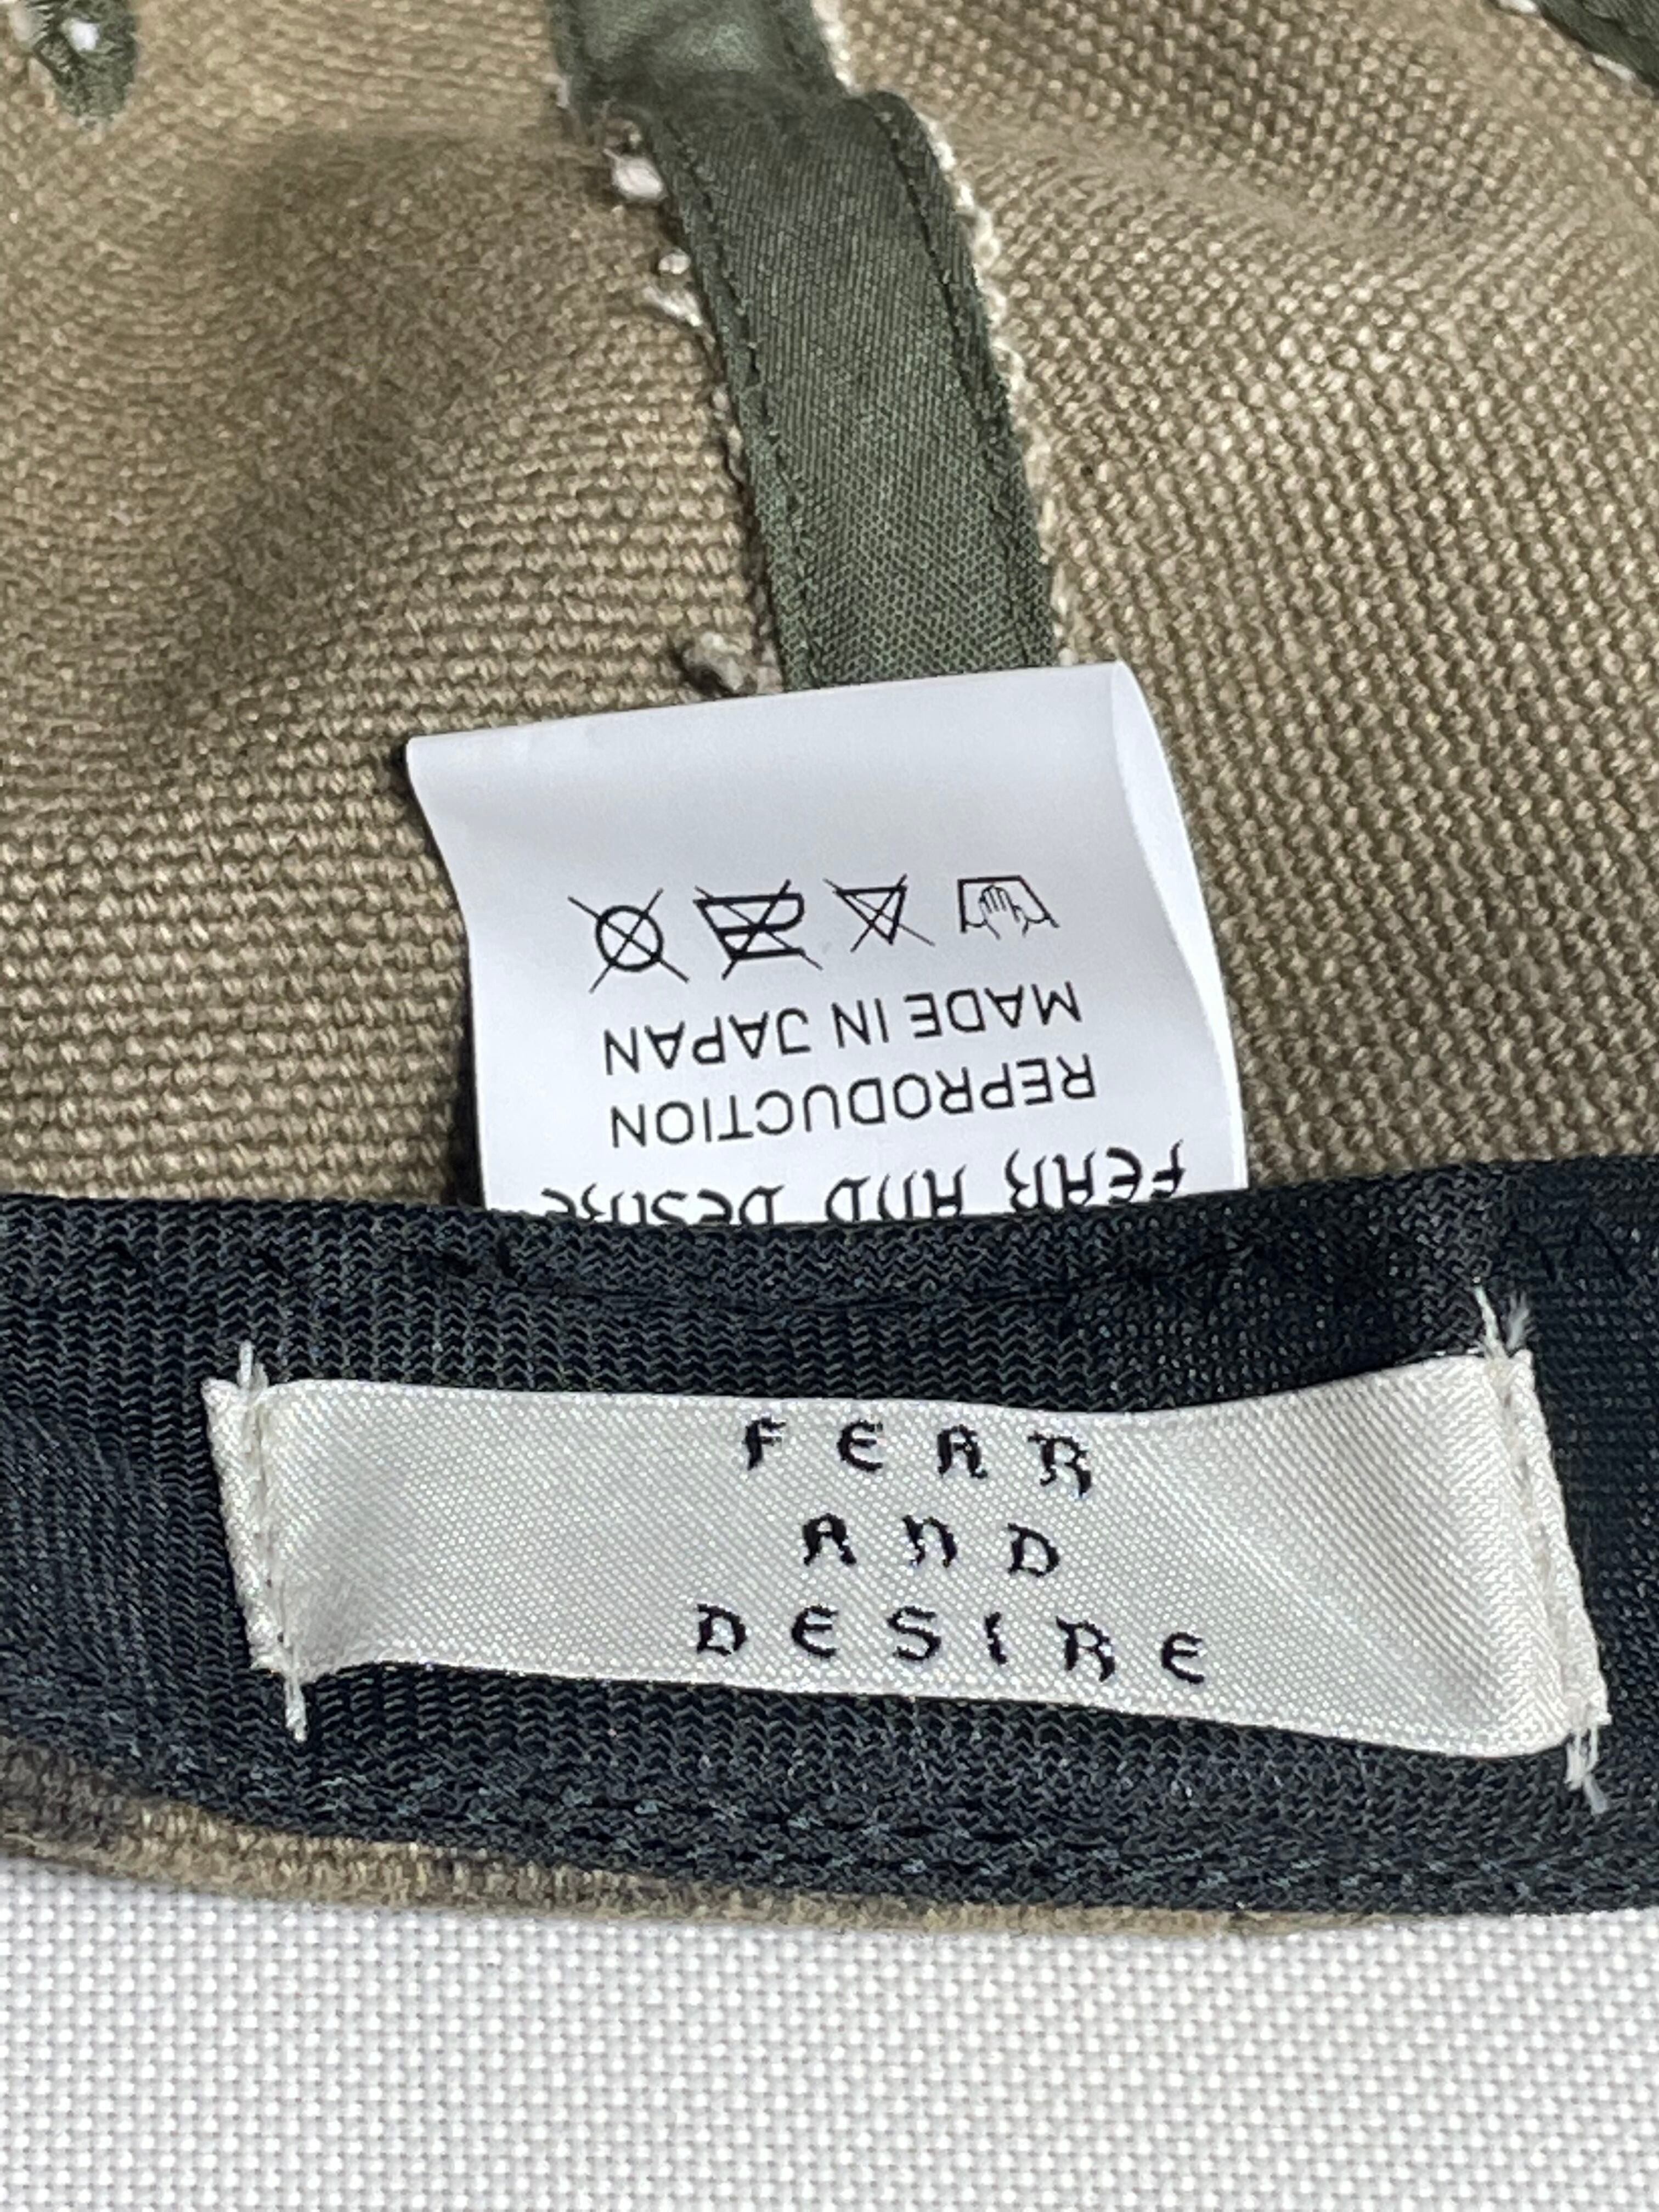 FEAR AND DESIRE
REPRODUCTION
MADE IN JAPAN
FEAR
AND
DESIRE